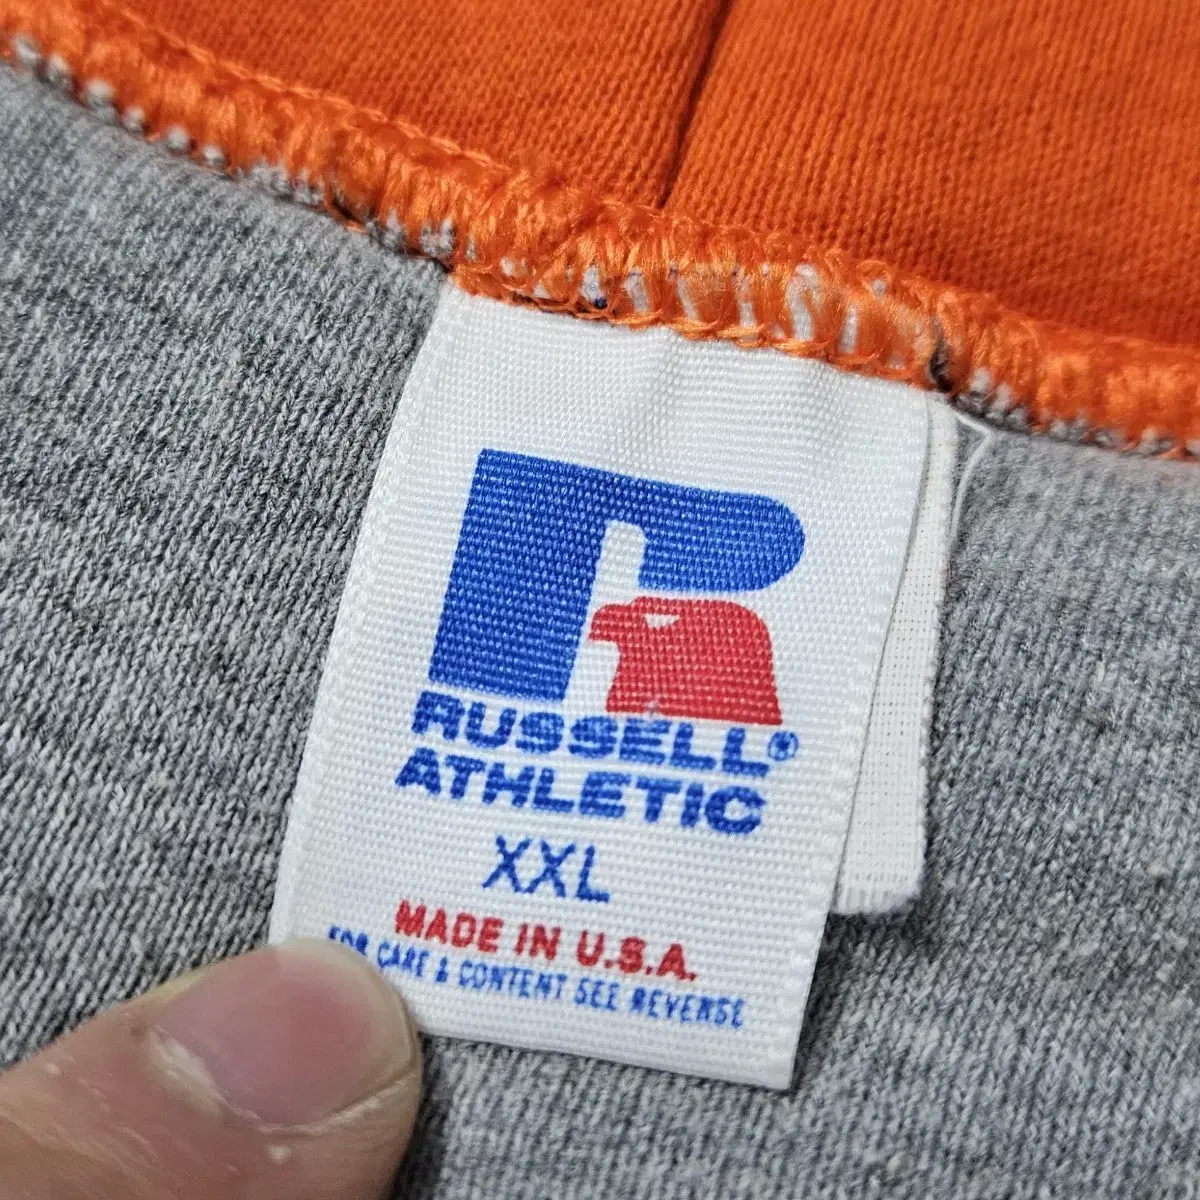 RUSSELL®
ATHLETIC
XXL
MADE IN U.S.A.
FOR CARE & CONTENT SEE REVERSE